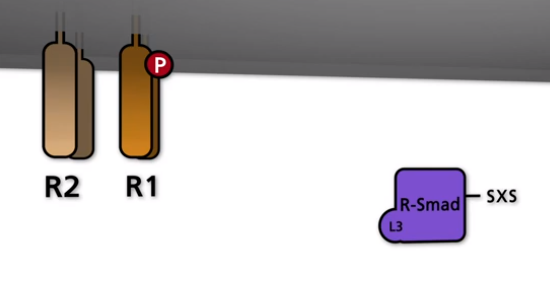 P
R2 R1
R-Smad SXS
L3